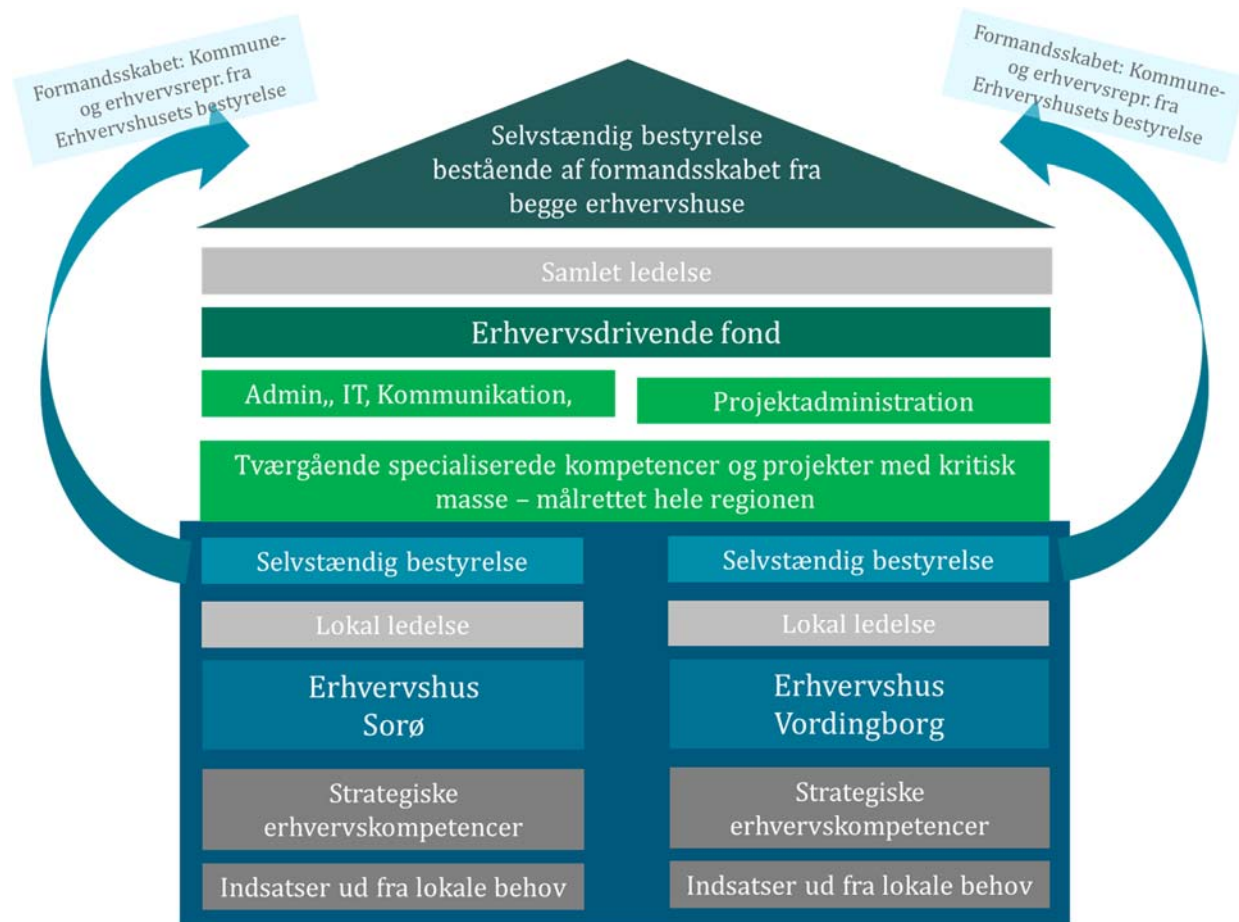 Formandsskabet: Kommune-
og erhvervsrepr. fra
Erhvervshusets bestyrelse
Formandsskabet: Kommune-
og erhvervsrepr. fra
Erhvervshusets bestyrelse
Selvstændig bestyrelse
bestående af formandsskabet fra
begge erhvervshuse
Samlet ledelse
Erhvervsdrivende fond
Admin,, IT, Kommunikation,
Projektadministration
Tværgående specialiserede kompetencer og projekter med kritisk
masse – målrettet hele regionen
Selvstændig bestyrelse
Lokal ledelse
Erhvervshus
Sorø
Strategiske
erhvervskompetencer
Indsatser ud fra lokale behov
Selvstændig bestyrelse
Lokal ledelse
Erhvervshus
Vordingborg
Strategiske
erhvervskompetencer
Indsatser ud fra lokale behov